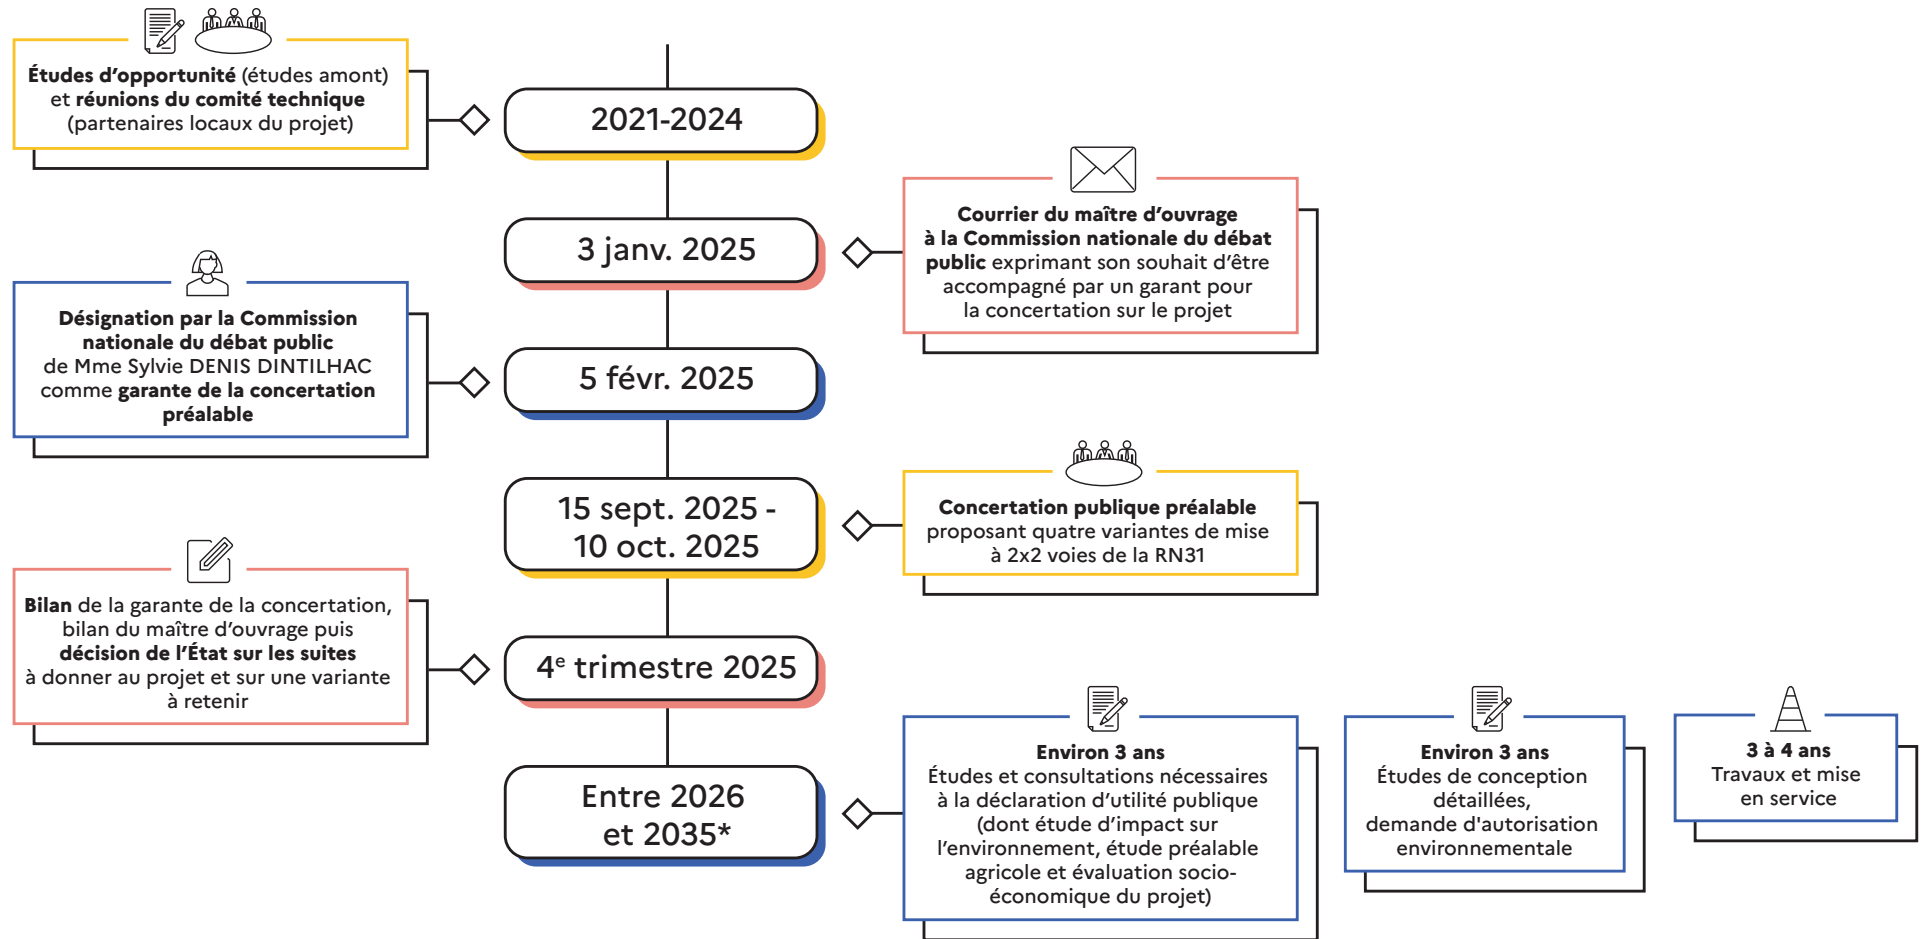 Études d'opportunité (études amont)
et réunions du comité technique
(partenaires locaux du projet)
2021-2024
3 janv. 2025
Courrier du maître d'ouvrage
à la Commission nationale du débat
public exprimant son souhait d'être
accompagné par un garant pour
la concertation sur le projet
Désignation par la Commission
nationale du débat public
de Mme Sylvie DENIS DINTILHAC
comme garante de la concertation
préalable
5 févr. 2025
15 sept. 2025 -
10 oct. 2025
Concertation publique préalable
proposant quatre variantes de mise
à 2x2 voies de la RN31
Bilan de la garante de la concertation,
bilan du maître d'ouvrage puis
décision de l'État sur les suites
à donner au projet et sur une variante
à retenir
4e trimestre 2025
Entre 2026
et 2035*
Environ 3 ans
Études et consultations nécessaires
à la déclaration d'utilité publique
(dont étude d'impact sur
l'environnement, étude préalable
agricole et évaluation socio-
économique du projet)
Environ 3 ans
Études de conception
détaillées,
demande d'autorisation
environnementale
3 à 4 ans
Travaux et mise
en service